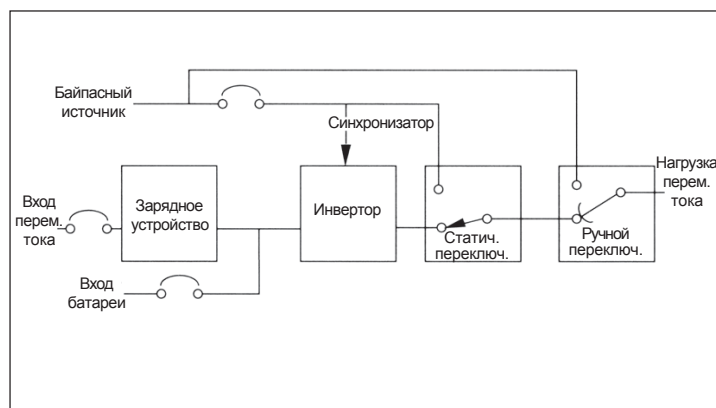 Байпасный
источник
Синхронизатор
Нагрузка
перем.
тока
Вход
перем.
тока
Зарядное
устройство
Инвертор
Статич.
переключ.
Ручной
переключ.
Вход
батареи